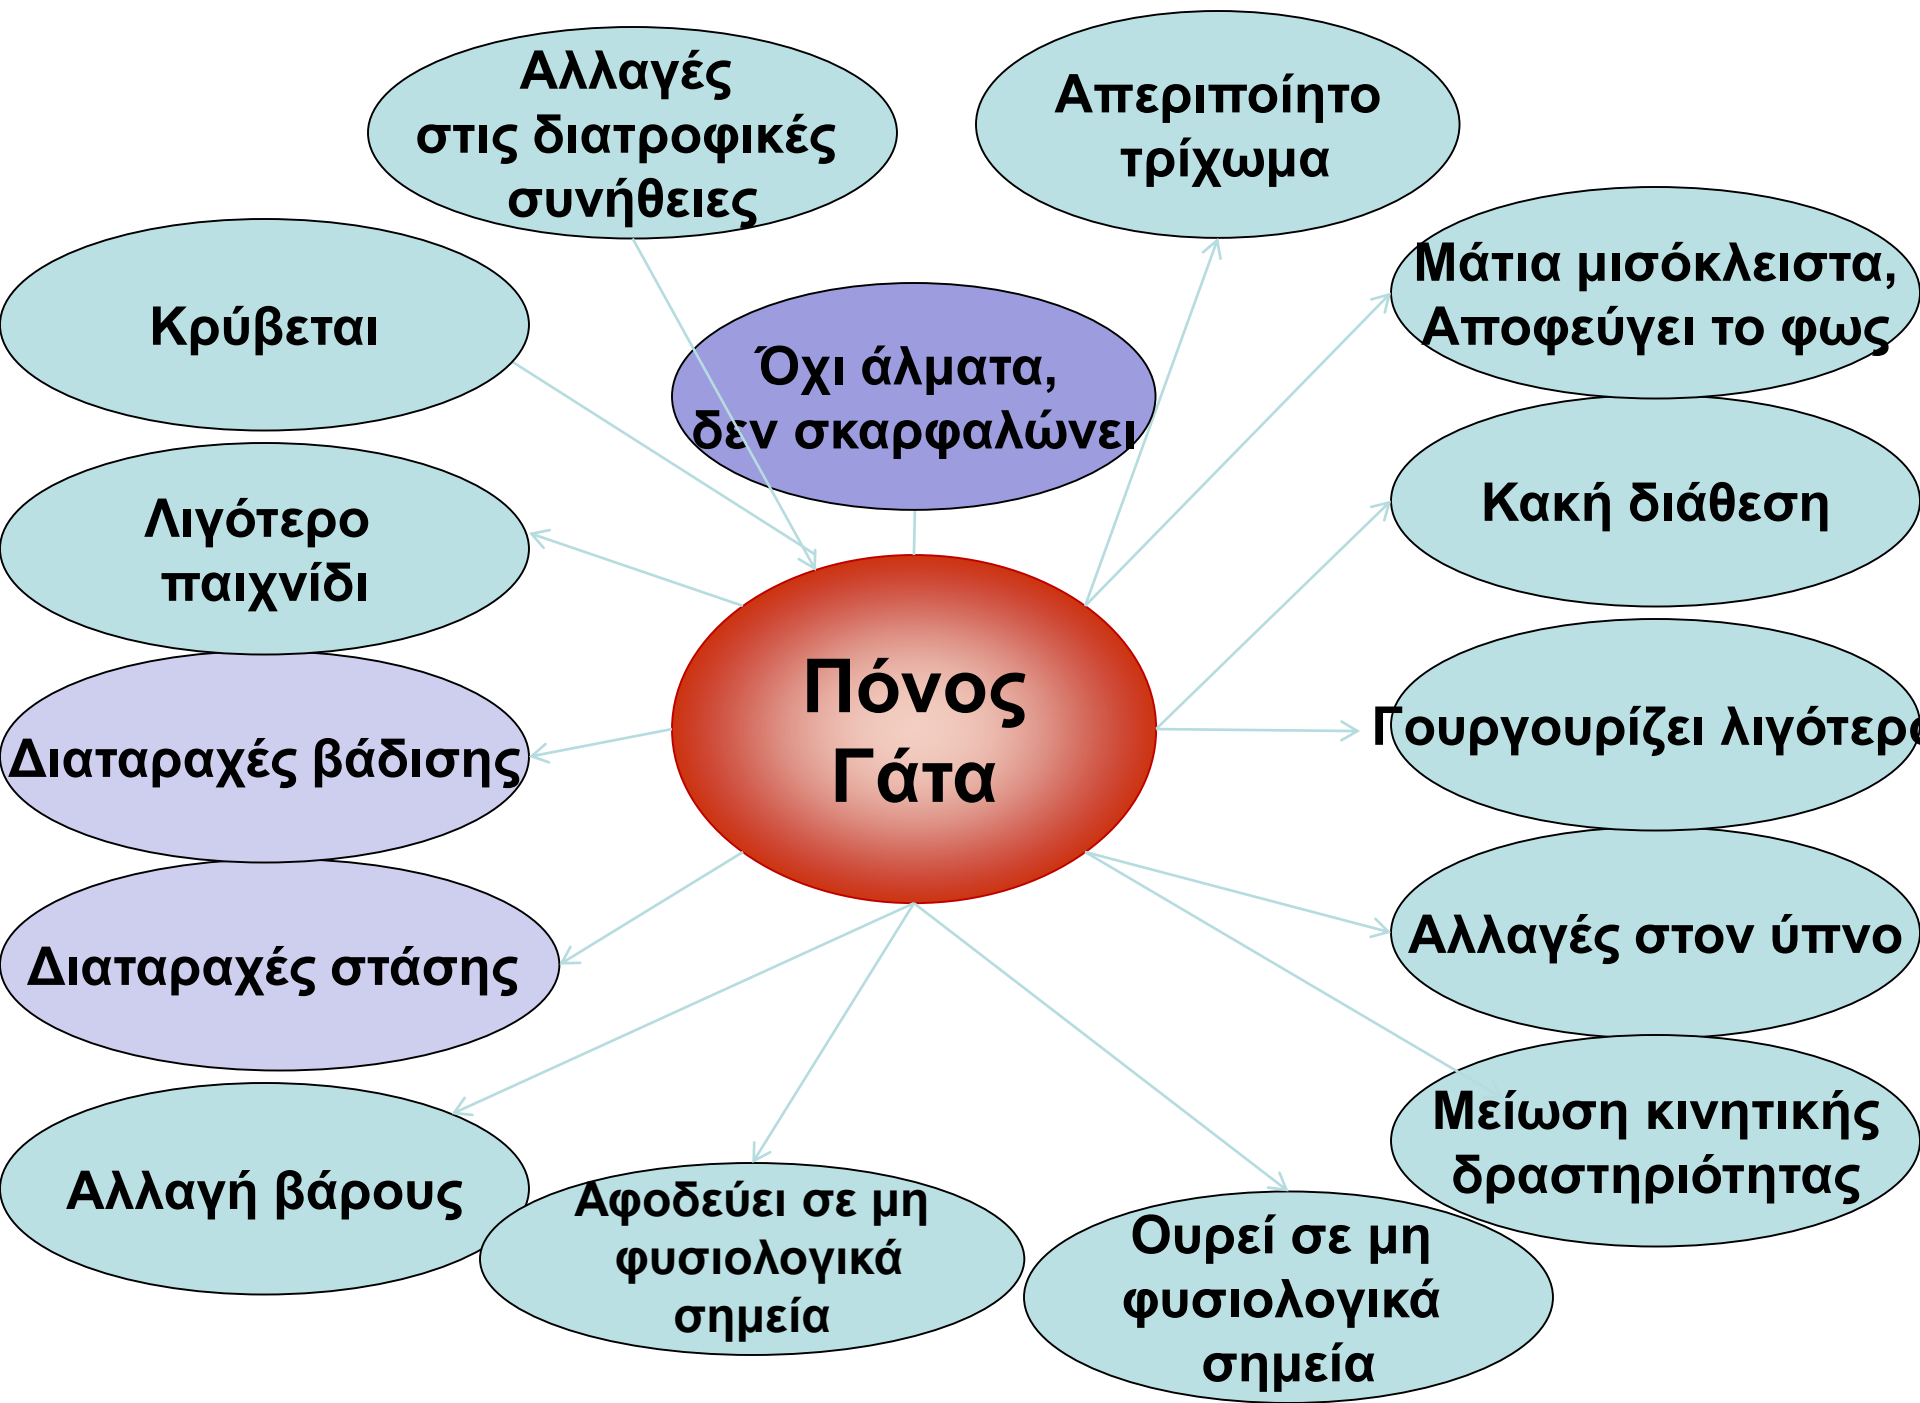 Αλλαγές
στις διατροφικές
συνήθειες
Απεριποίητο
τρίχωμα
Κρύβεται
Όχι άλματα,
δεν σκαρφαλώνει
Μάτια μισόκλειστα,
Αποφεύγει το φως
Λιγότερο
παιχνίδι
Κακή διάθεση
Πόνος
Γάτα
Διαταραχές βάδισης
Γουργουρίζει λιγότερο
Διαταραχές στάσης
Αλλαγές στον ύπνο
Αλλαγή βάρους
Μείωση κινητικής
δραστηριότητας
Αφοδεύει σε μη
φυσιολογικά
σημεία
Ουρεί σε μη
φυσιολογικά
σημεία